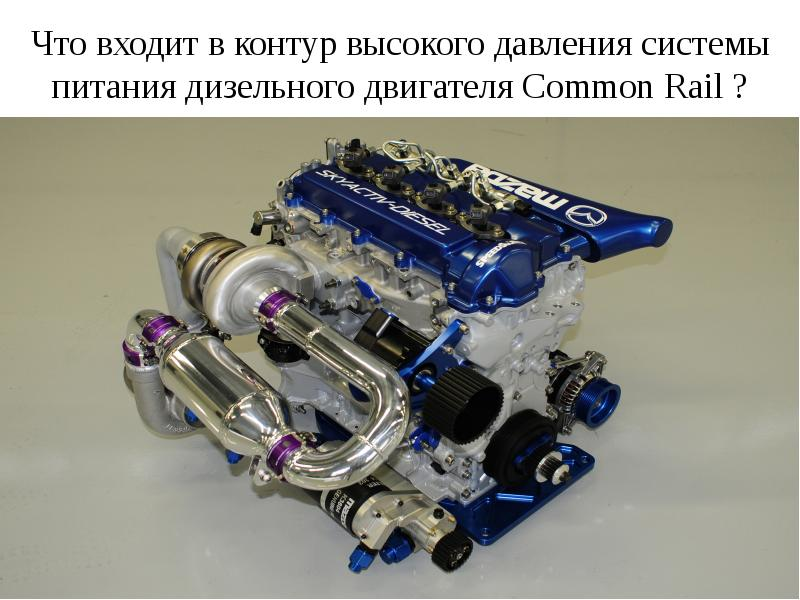 Что входит в контур высокого давления системы
питания дизельного двигателя Common Rail ?
mazda
SKYACTIV-DIESEL